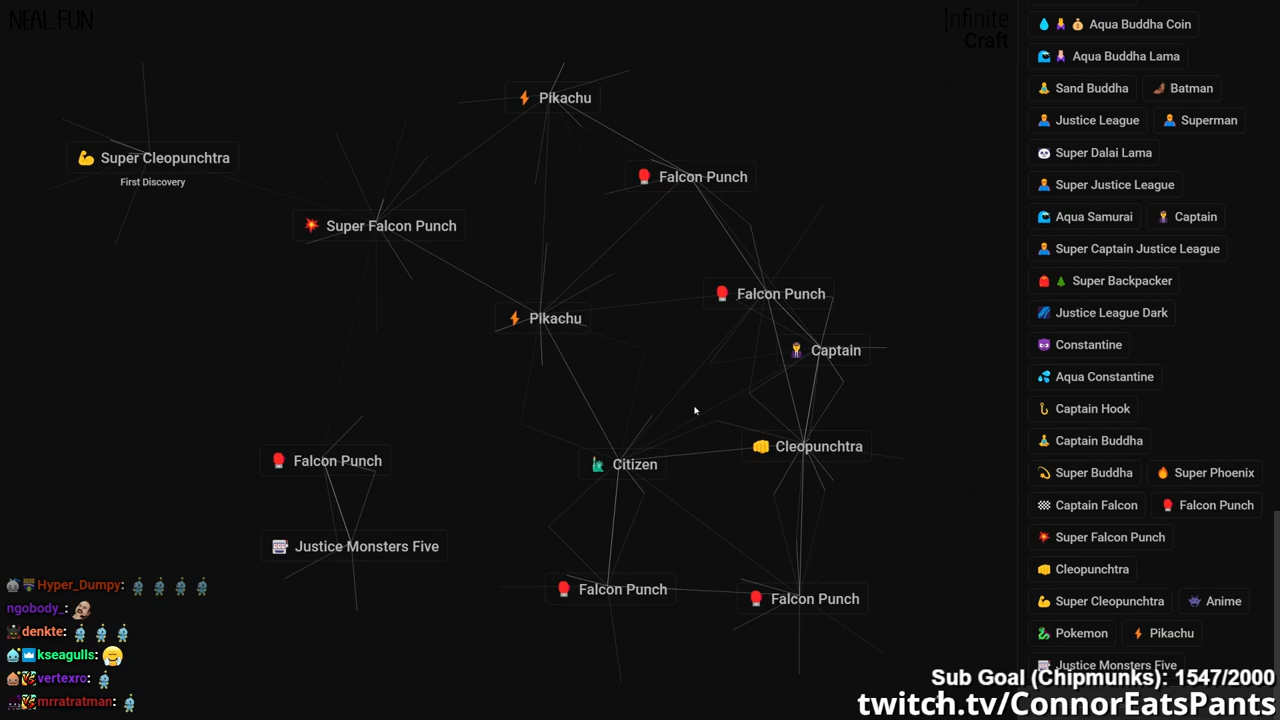 NEAL.FUN
Infinite
Craft
Pikachu
Super Cleopunchtra
First Discovery
Falcon Punch
Super Falcon Punch
Falcon Punch
Pikachu
Captain
Cleopunchtra
Falcon Punch
Citizen
Justice Monsters Five
Falcon Punch
Falcon Punch
Aqua Buddha Coin
Aqua Buddha Lama
Sand Buddha Batman
Justice League Superman
Super Dalai Lama
Super Justice League
Aqua Samurai Captain
Super Captain Justice League
Super Backpacker
Justice League Dark
Constantine
Aqua Constantine
Captain Hook
Captain Buddha
Super Buddha Super Phoenix
Captain Falcon Falcon Punch
Super Falcon Punch
Cleopunchtra
Super Cleopunchtra Anime
Pokemon Pikachu
Justice Monsters Five
Hyper_Dumpy:
ngobody_:
denkte:
kseagulls:
vertexro:
mrratratman:
Sub Goal (Chipmunks): 1547/2000
twitch.tv/ConnorEatsPants